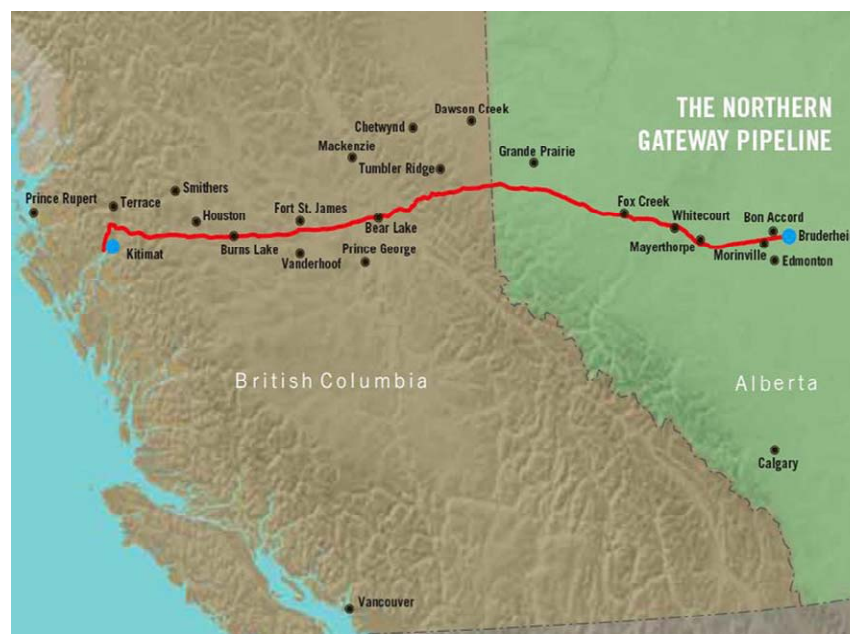 THE NORTHERN
GATEWAY PIPELINE
Dawson Creek
Chetwynd
Mackenzie
Tumbler Ridge
Grande Prairie
Smithers
Prince Rupert
Terrace
Houston
Fort St. James
Bear Lake
Fox Creek
Whitecourt
Bon Accord
Bruderhei
Kitimat
Burns Lake
Vanderhoof
Prince George
Mayerthorpe
Morinville
Edmonton
British Columbia
Alberta
Calgary
Vancouver